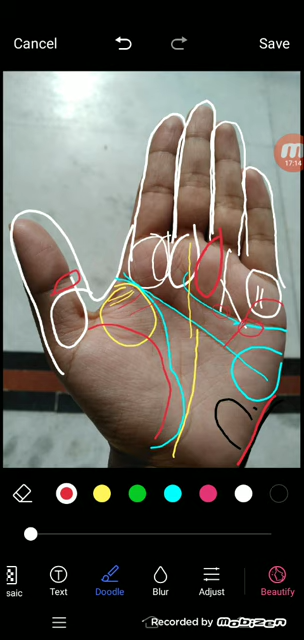 Cancel
Save
17:14
saic
Text
Doodle
Blur
Adjust
Beautify
Recorded by mobizen